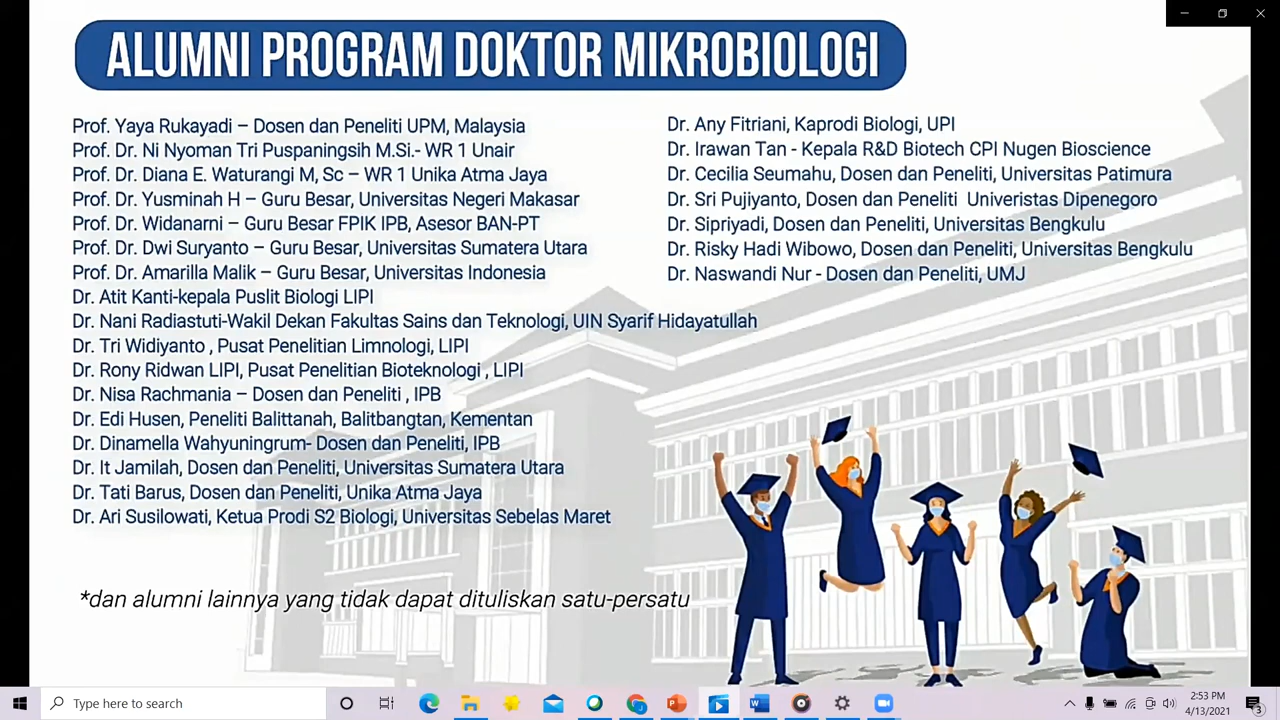 ALUMNI PROGRAM DOKTOR MIKROBIOLOGI
Prof. Yaya Rukayadi – Dosen dan Peneliti UPM, Malaysia
Prof. Dr. Ni Nyoman Tri Puspaningsih M.Si.- WR 1 Unair
Prof. Dr. Diana E. Waturangi M, Sc – WR 1 Unika Atma Jaya
Prof. Dr. Yusminah H – Guru Besar, Universitas Negeri Makasar
Prof. Dr. Widanarni – Guru Besar FPIK IPB, Asesor BAN-PT
Prof. Dr. Dwi Suryanto – Guru Besar, Universitas Sumatera Utara
Prof. Dr. Amarilla Malik – Guru Besar, Universitas Indonesia
Dr. Atit Kanti-kepala Puslit Biologi LIPI
Dr. Nani Radiastuti-Wakil Dekan Fakultas Sains dan Teknologi, UIN Syarif Hidayatullah
Dr. Tri Widiyanto , Pusat Penelitian Limnologi, LIPI
Dr. Rony Ridwan LIPI, Pusat Penelitian Bioteknologi , LIPI
Dr. Nisa Rachmania – Dosen dan Peneliti , IPB
Dr. Edi Husen, Peneliti Balittanah, Balitbangtan, Kementan
Dr. Dinamella Wahyuningrum- Dosen dan Peneliti, IPB
Dr. It Jamilah, Dosen dan Peneliti, Universitas Sumatera Utara
Dr. Tati Barus, Dosen dan Peneliti, Unika Atma Jaya
Dr. Ari Susilowati, Ketua Prodi S2 Biologi, Universitas Sebelas Maret
Dr. Any Fitriani, Kaprodi Biologi, UPI
Dr. Irawan Tan - Kepala R&D Biotech CPI Nugen Bioscience
Dr. Cecilia Seumahu, Dosen dan Peneliti, Universitas Patimura
Dr. Sri Pujiyanto, Dosen dan Peneliti Univeristas Dipenegoro
Dr. Sipriyadi, Dosen dan Peneliti, Universitas Bengkulu
Dr. Risky Hadi Wibowo, Dosen dan Peneliti, Universitas Bengkulu
Dr. Naswandi Nur - Dosen dan Peneliti, UMJ
*dan alumni lainnya yang tidak dapat dituliskan satu-persatu
Type here to search
2:53 PM
4/13/2021
3